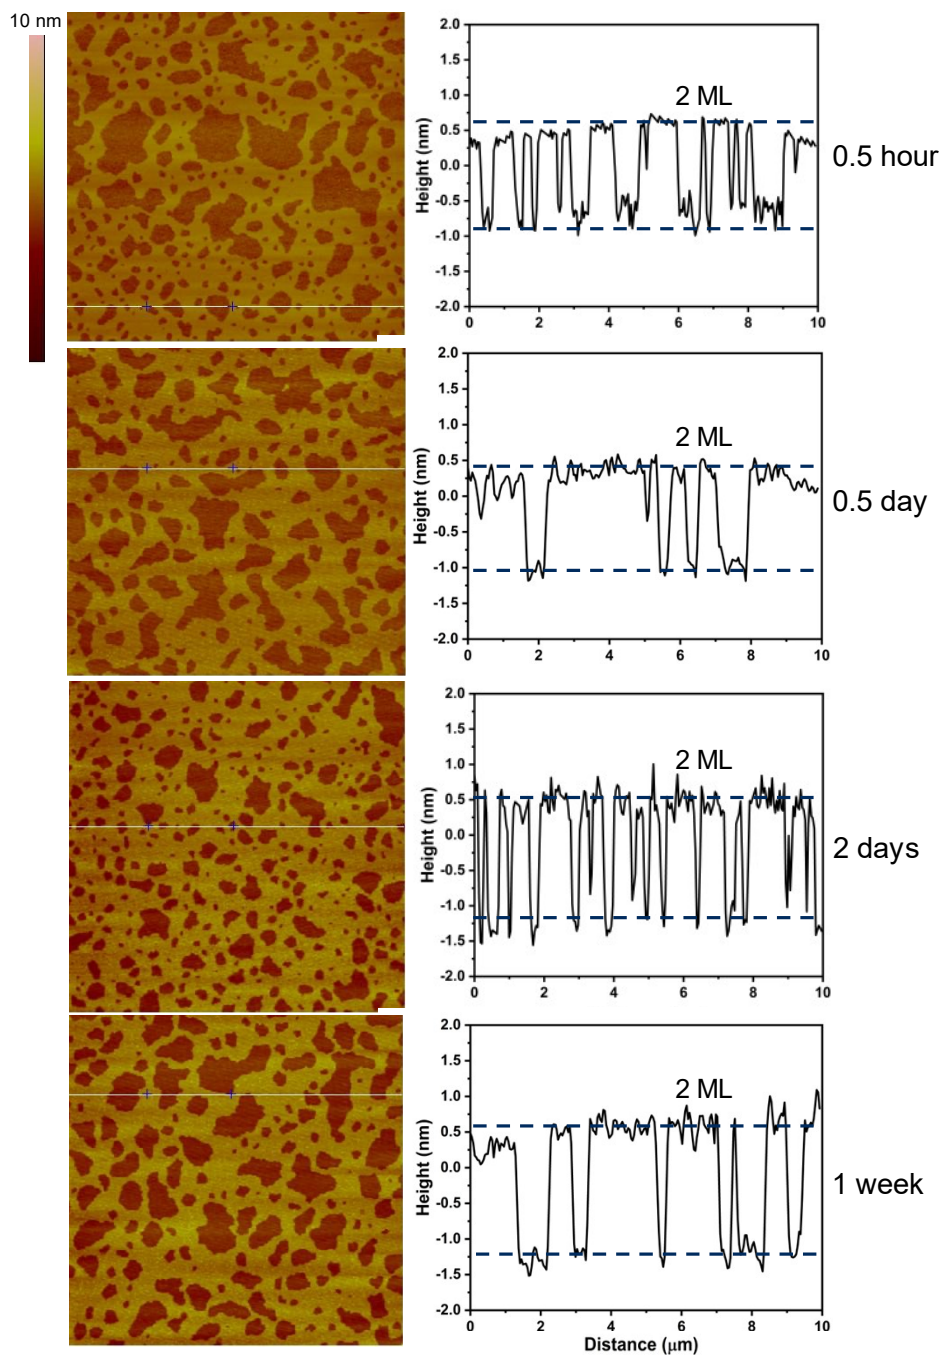 10 nm
2.0
1.5
1.0
0.5
0.0
-0.5
-1.0
-1.5
-2.0
Height (nm)
2 ML
0 2 4 6 8 10
0.5 hour
2.0
1.5
1.0
0.5
0.0
-0.5
-1.0
-1.5
-2.0
Height (nm)
2 ML
0 2 4 6 8 10
0.5 day
2.0
1.5
1.0
0.5
0.0
-0.5
-1.0
-1.5
-2.0
Height (nm)
2 ML
0 2 4 6 8 10
2 days
2.0
1.5
1.0
0.5
0.0
-0.5
-1.0
-1.5
-2.0
Height (nm)
2 ML
0 2 4 6 8 10
Distance (μm)
1 week